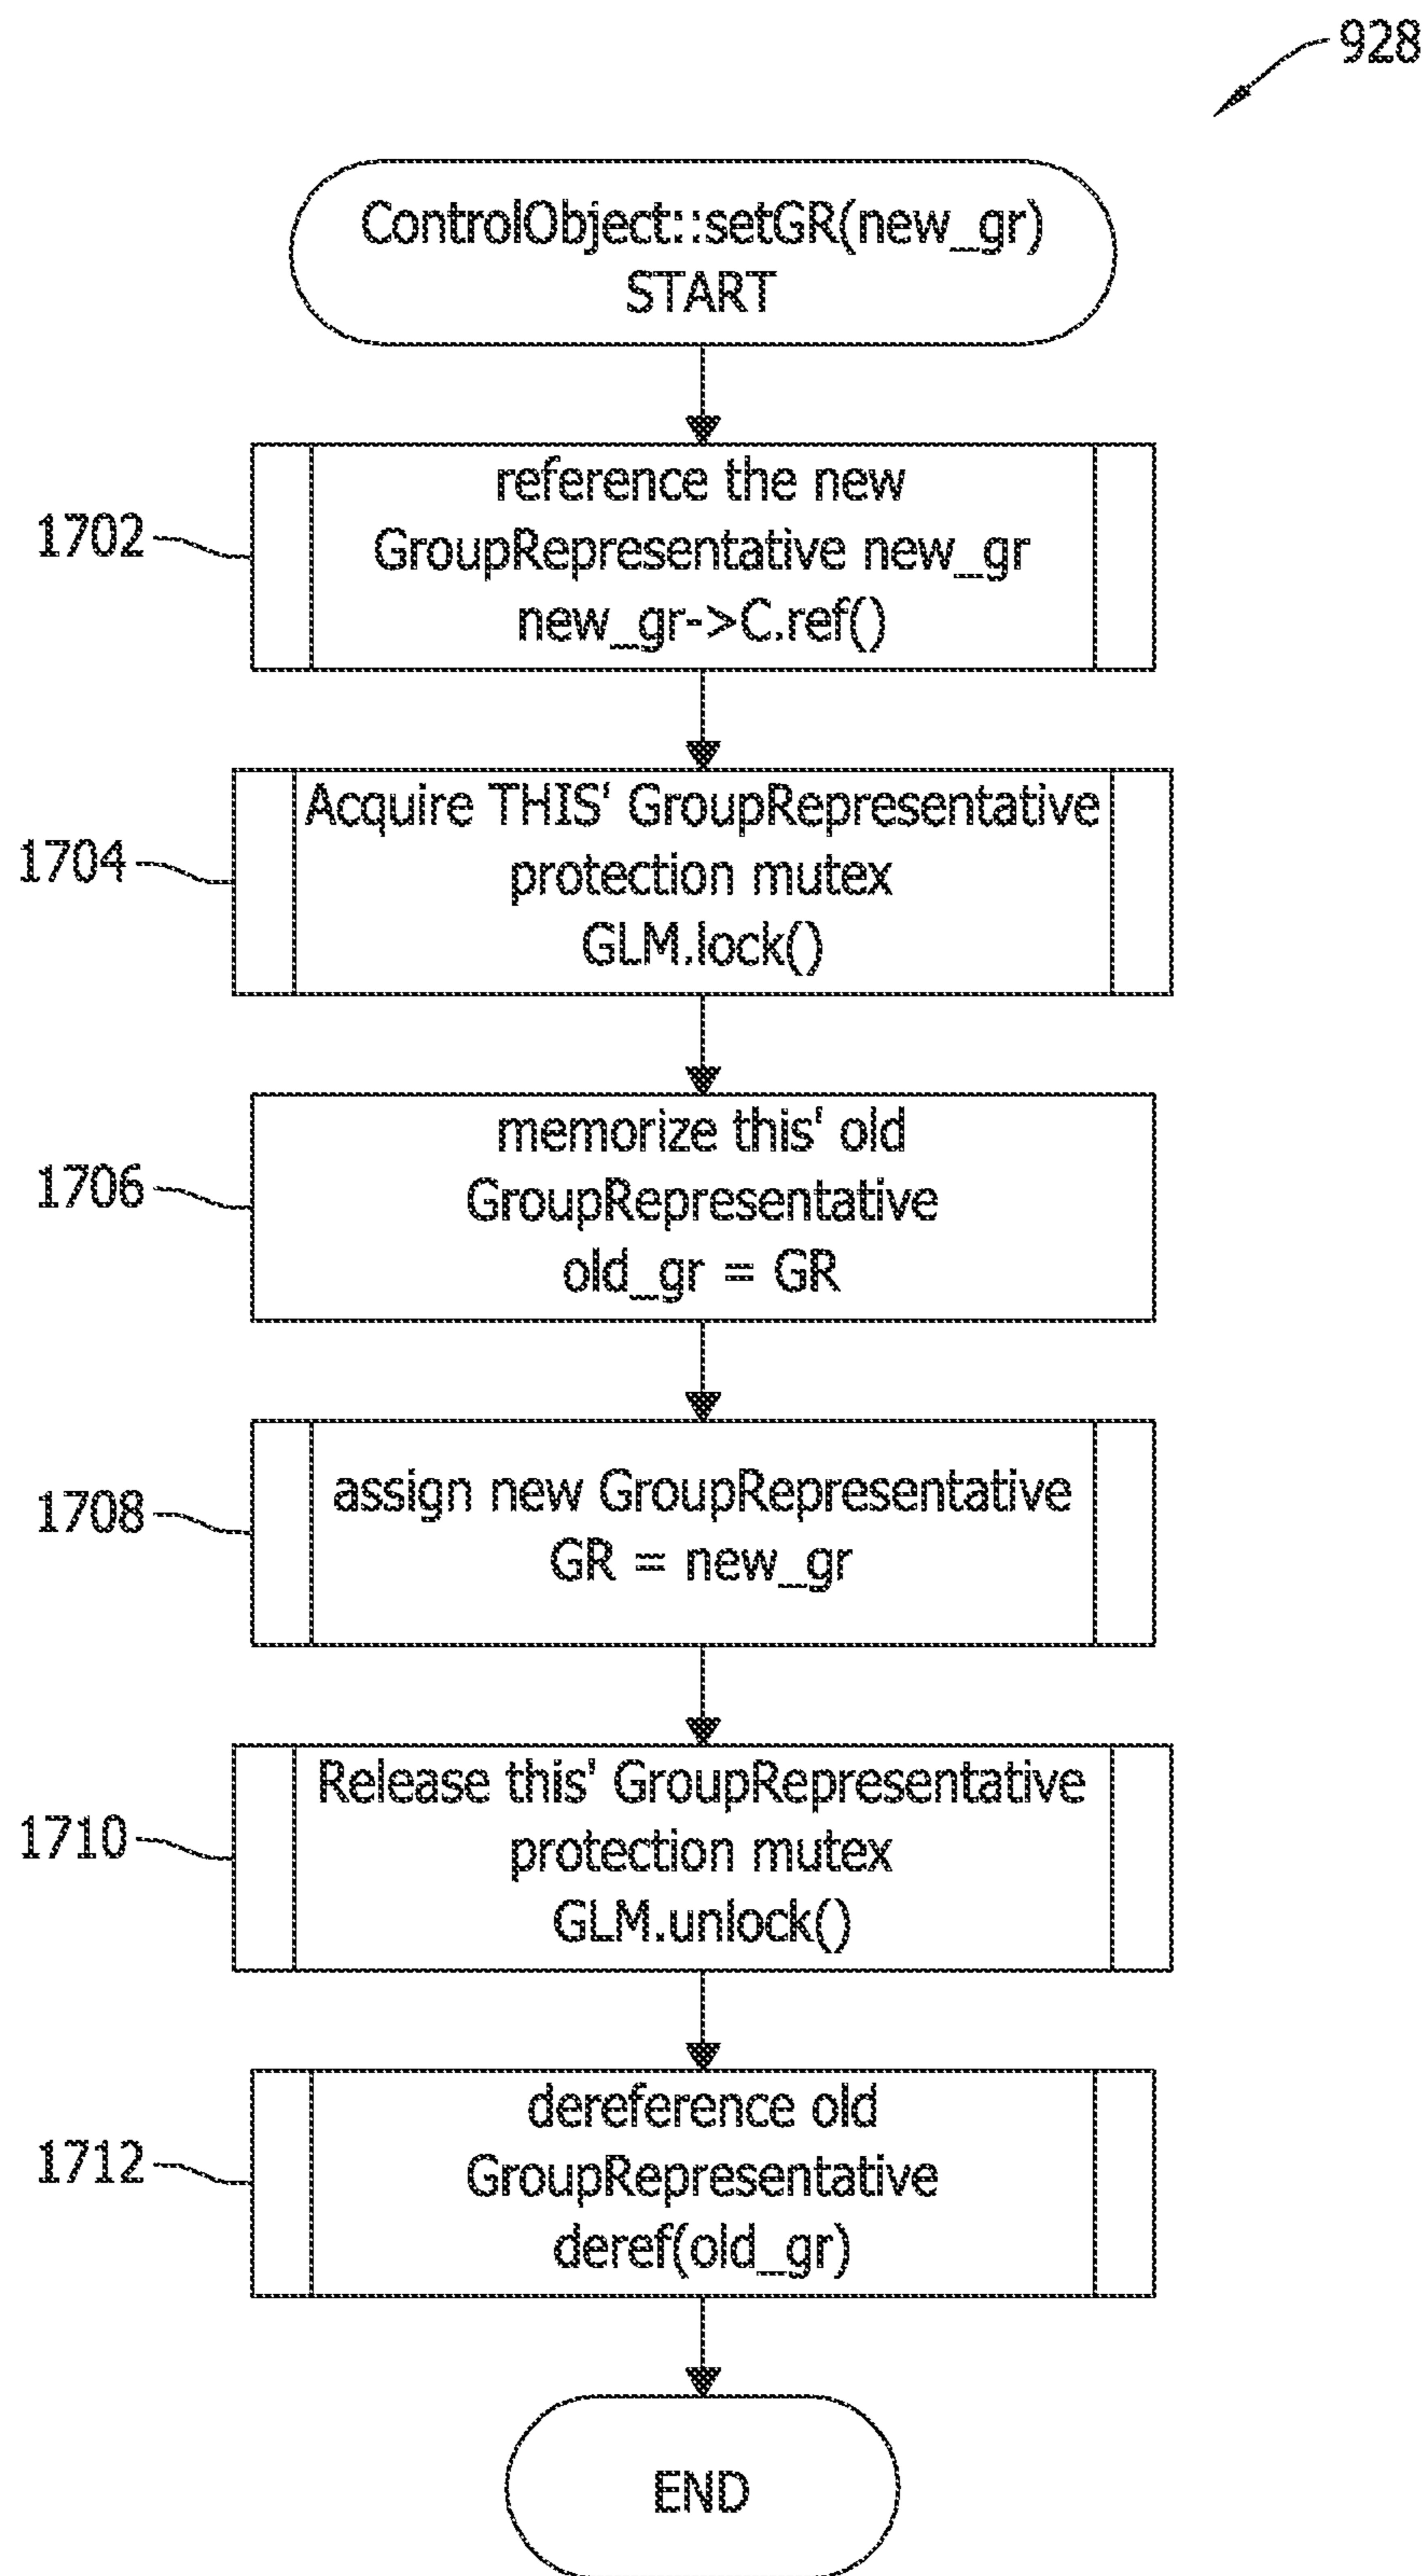 928
ControlObject::setGR(new_gr)
START
1702
reference the new
GroupRepresentative new_gr
new_gr->C.ref()
1704
Acquire THIS' GroupRepresentative
protection mutex
GLM.lock()
1706
memorize this' old
GroupRepresentative
old_gr = GR
1708
assign new GroupRepresentative
GR = new_gr
1710
Release this' GroupRepresentative
protection mutex
GLM.unlock()
1712
dereference old
GroupRepresentative
deref(old_gr)
END